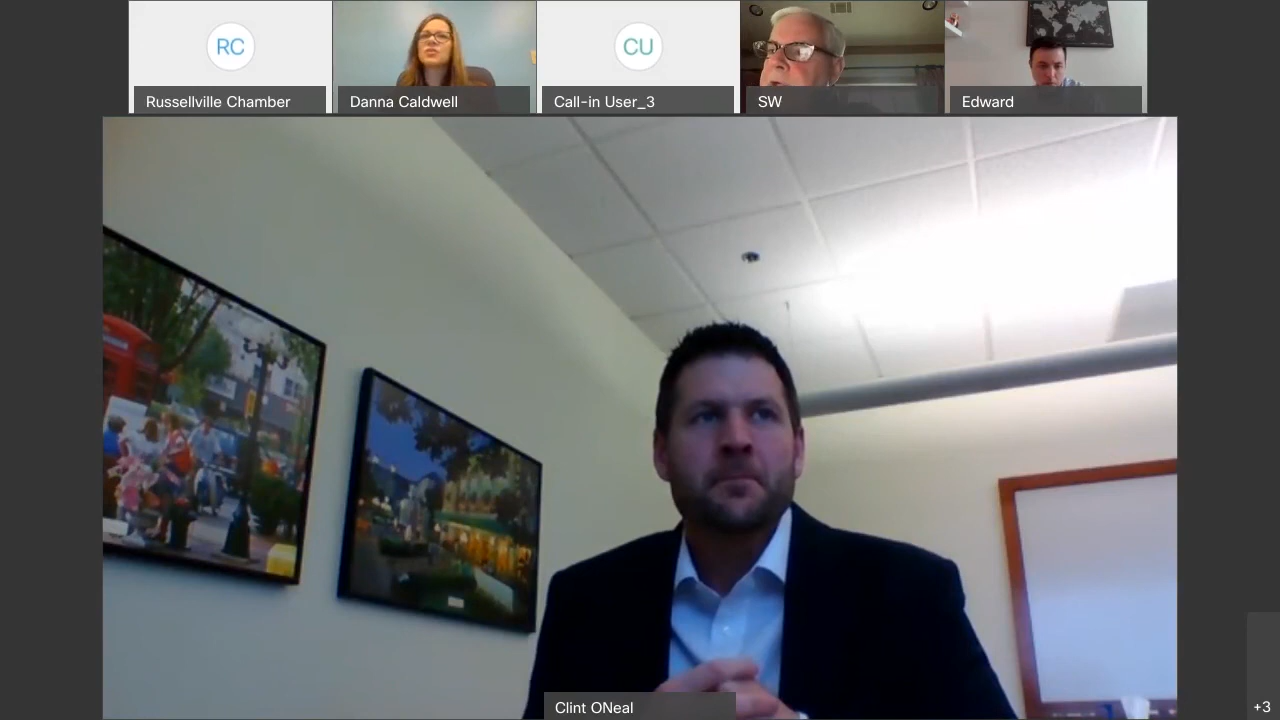 RC
CU
Russellville Chamber
Danna Caldwell
Call-in User_3
SW
Edward
Clint ONeal
+3